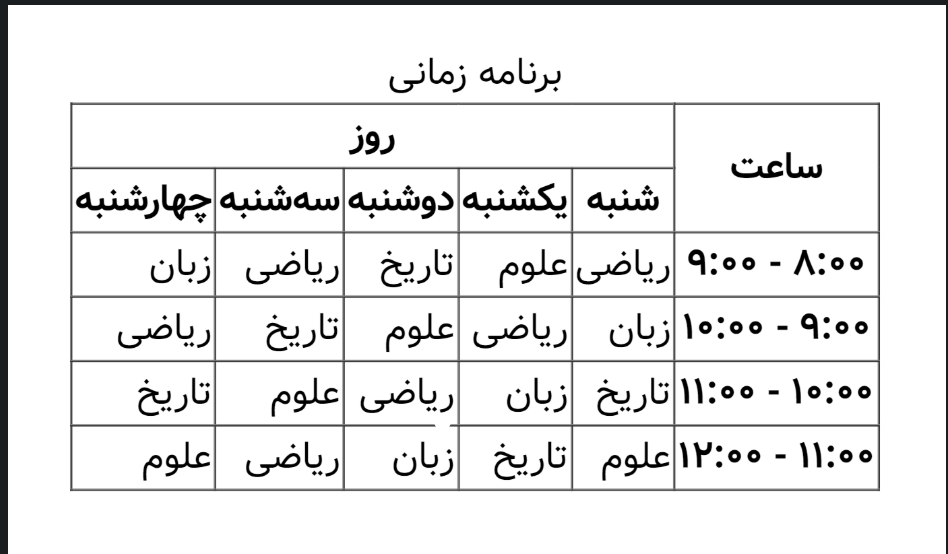 برنامه زمانی
ساعت روز
شنبه یکشنبه دوشنبه سه‌شنبه چهارشنبه
۸:۰۰ - ۹:۰۰ ریاضی علوم تاریخ ریاضی زبان
۹:۰۰ - ۱۰:۰۰ زبان ریاضی علوم تاریخ ریاضی
۱۰:۰۰ - ۱۱:۰۰ تاریخ زبان ریاضی علوم تاریخ
۱۱:۰۰ - ۱۲:۰۰ علوم تاریخ زبان ریاضی علوم